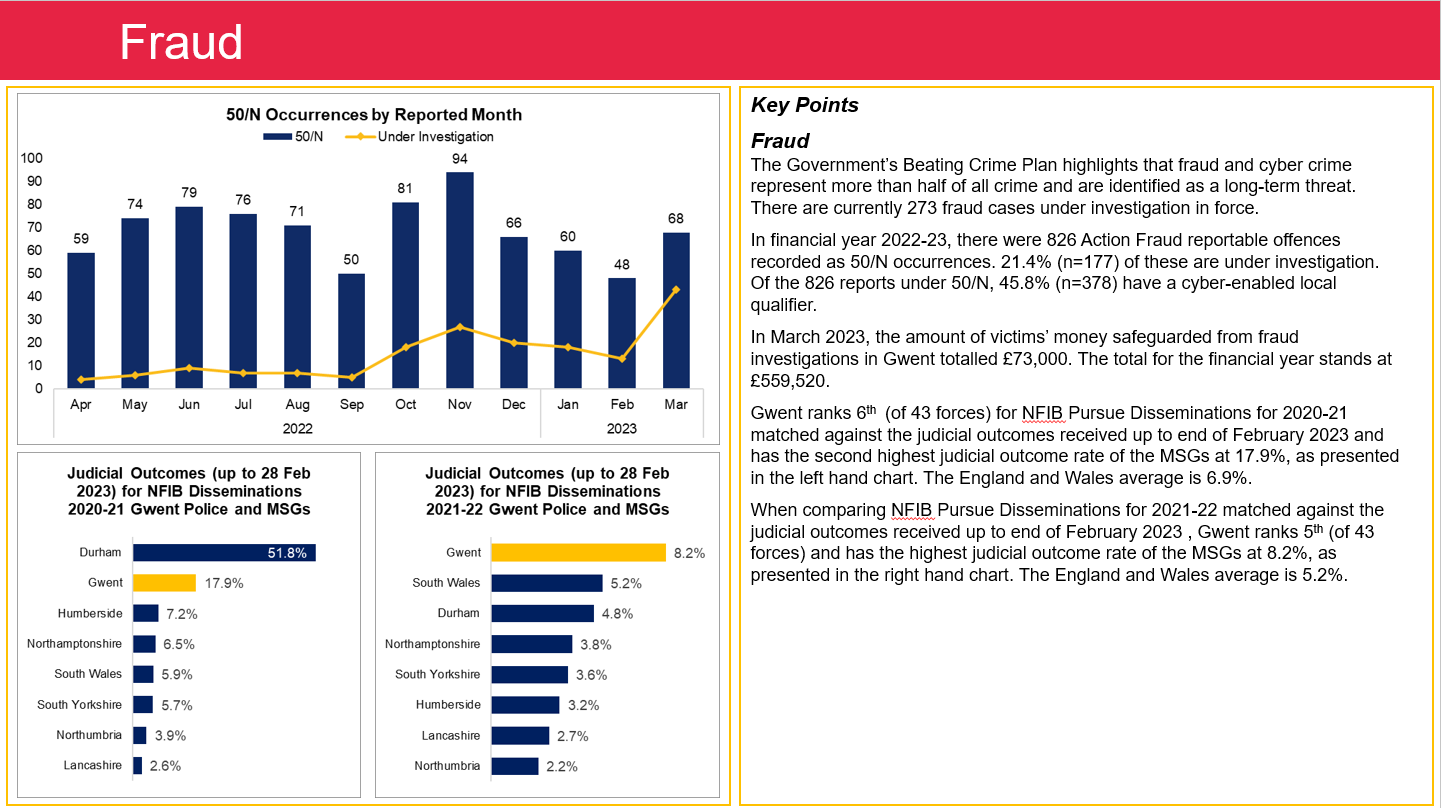 Fraud
50/N Occurrences by Reported Month
50/N Under Investigation
100
90
80
70
60
50
40
30
20
10
0
59 74 79 76 71 50 81 94 66 60 48 68
Apr May Jun Jul Aug Sep Oct Nov Dec Jan Feb Mar
2022 2023
Judicial Outcomes (up to 28 Feb
2023) for NFIB Disseminations
2020-21 Gwent Police and MSGs
Durham 51.8%
Gwent 17.9%
Humberside 7.2%
Northamptonshire 6.5%
South Wales 5.9%
South Yorkshire 5.7%
Northumbria 3.9%
Lancashire 2.6%
Judicial Outcomes (up to 28 Feb
2023) for NFIB Disseminations
2021-22 Gwent Police and MSGs
Gwent 8.2%
South Wales 5.2%
Durham 4.8%
Northamptonshire 3.8%
South Yorkshire 3.6%
Humberside 3.2%
Lancashire 2.7%
Northumbria 2.2%
Key Points
Fraud
The Government’s Beating Crime Plan highlights that fraud and cyber crime
represent more than half of all crime and are identified as a long-term threat.
There are currently 273 fraud cases under investigation in force.
In financial year 2022-23, there were 826 Action Fraud reportable offences
recorded as 50/N occurrences. 21.4% (n=177) of these are under investigation.
Of the 826 reports under 50/N, 45.8% (n=378) have a cyber-enabled local
qualifier.
In March 2023, the amount of victims’ money safeguarded from fraud
investigations in Gwent totalled £73,000. The total for the financial year stands at
£559,520.
Gwent ranks 6th (of 43 forces) for NFIB Pursue Disseminations for 2020-21
matched against the judicial outcomes received up to end of February 2023 and
has the second highest judicial outcome rate of the MSGs at 17.9%, as presented
in the left hand chart. The England and Wales average is 6.9%.
When comparing NFIB Pursue Disseminations for 2021-22 matched against the
judicial outcomes received up to end of February 2023 , Gwent ranks 5th (of 43
forces) and has the highest judicial outcome rate of the MSGs at 8.2%, as
presented in the right hand chart. The England and Wales average is 5.2%.